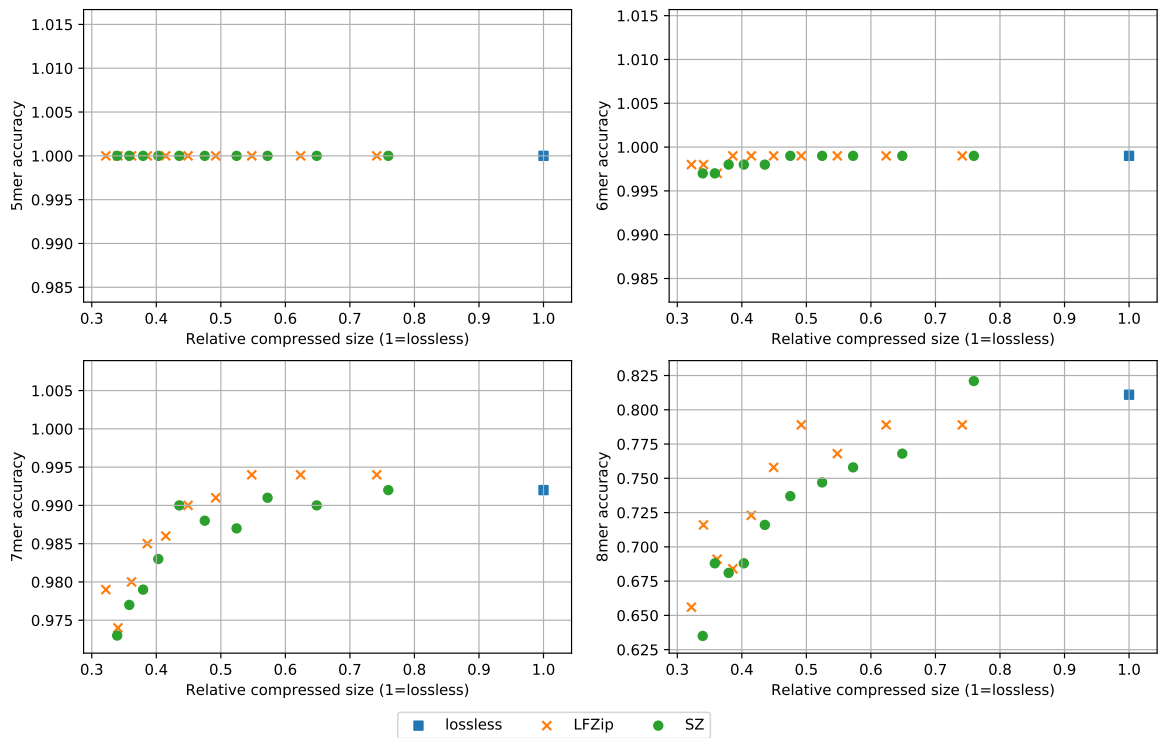 1.015
1.010
1.005
1.000
0.995
0.990
0.985
5mer accuracy
0.3 0.4 0.5 0.6 0.7 0.8 0.9 1.0
Relative compressed size (1=lossless)
1.015
1.010
1.005
1.000
0.995
0.990
0.985
6mer accuracy
0.3 0.4 0.5 0.6 0.7 0.8 0.9 1.0
Relative compressed size (1=lossless)
1.005
1.000
0.995
0.990
0.985
0.980
0.975
7mer accuracy
0.3 0.4 0.5 0.6 0.7 0.8 0.9 1.0
Relative compressed size (1=lossless)
0.825
0.800
0.775
0.750
0.725
0.700
0.675
0.650
0.625
8mer accuracy
0.3 0.4 0.5 0.6 0.7 0.8 0.9 1.0
Relative compressed size (1=lossless)
lossless LFZip SZ